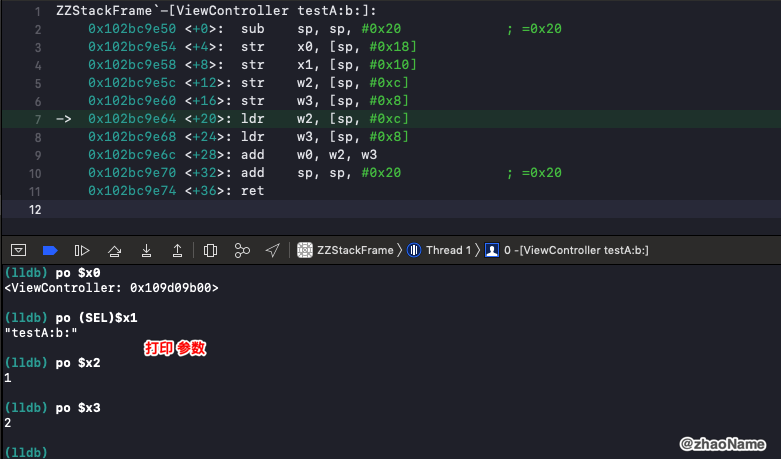 1 ZZStackFrame`-[ViewController testA:b:]:
2 0x102bc9e50 <+0>: sub sp, sp, #0x20 ; =0x20
3 0x102bc9e54 <+4>: str x0, [sp, #0x18]
4 0x102bc9e58 <+8>: str x1, [sp, #0x10]
5 0x102bc9e5c <+12>: str w2, [sp, #0xc]
6 0x102bc9e60 <+16>: str w3, [sp, #0x8]
7 -> 0x102bc9e64 <+20>: ldr w2, [sp, #0xc]
8 0x102bc9e68 <+24>: ldr w3, [sp, #0x8]
9 0x102bc9e6c <+28>: add w0, w2, w3
10 0x102bc9e70 <+32>: add sp, sp, #0x20 ; =0x20
11 0x102bc9e74 <+36>: ret
12
ZZStackFrame Thread 1 0 -[ViewController testA:b:]
(lldb) po $x0
<ViewController: 0x109d09b00>
(lldb) po (SEL)$x1
"testA:b:"
打印 参数
(lldb) po $x2
1
(lldb) po $x3
2
(lldb)
@zhaoName